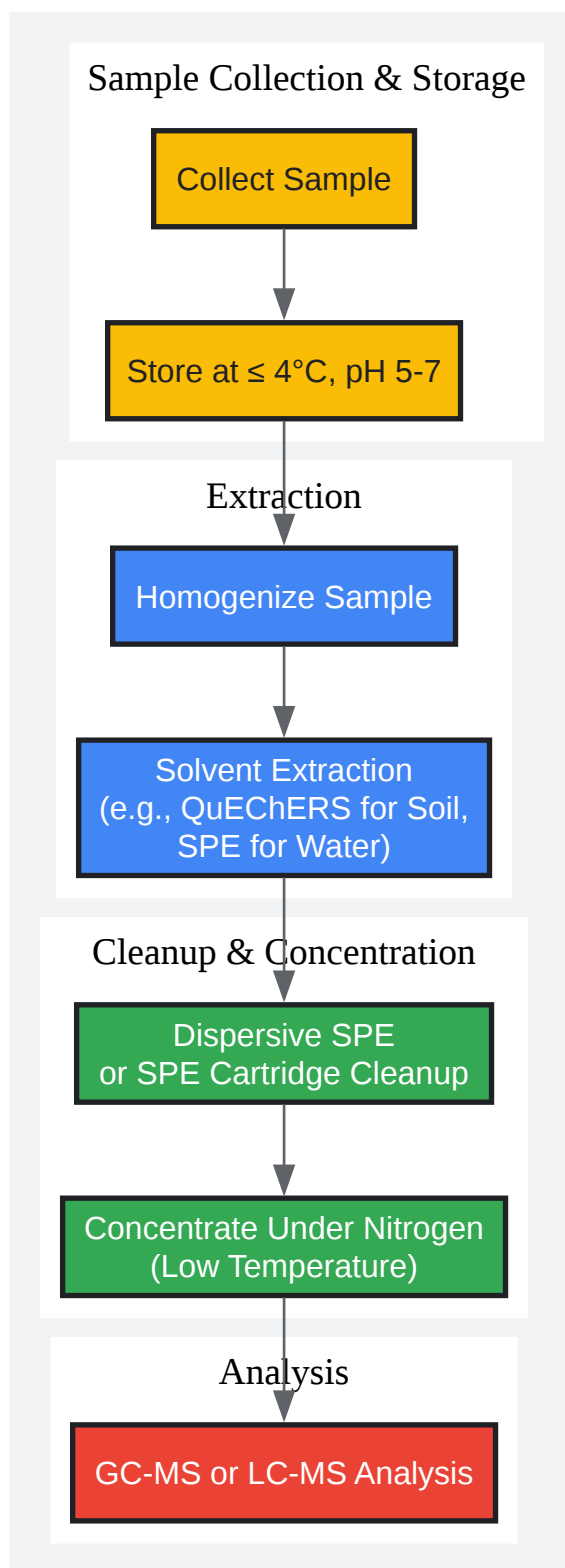 Sample Collection & Storage
Collect Sample
Store at ≤ 4°C, pH 5-7
Extraction
Homogenize Sample
Solvent Extraction
(e.g., QuEChERS for Soil,
SPE for Water)
Cleanup & Concentration
Dispersive SPE
or SPE Cartridge Cleanup
Concentrate Under Nitrogen
(Low Temperature)
Analysis
GC-MS or LC-MS Analysis